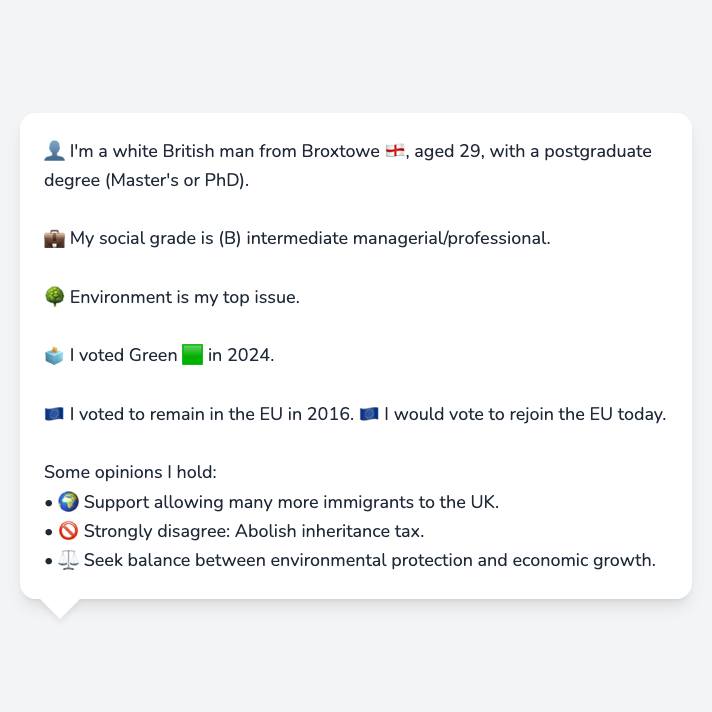 👤 I'm a white British man from Broxtowe 🏴󠁧󠁢󠁥󠁮󠁧󠁿, aged 29, with a postgraduate
degree (Master's or PhD).
💼 My social grade is (B) intermediate managerial/professional.
🌳 Environment is my top issue.
🗳️ I voted Green 🟩 in 2024.
🇪🇺 I voted to remain in the EU in 2016. 🇪🇺 I would vote to rejoin the EU today.
Some opinions I hold:
• 🌍 Support allowing many more immigrants to the UK.
• 🚫 Strongly disagree: Abolish inheritance tax.
• ⚖️ Seek balance between environmental protection and economic growth.